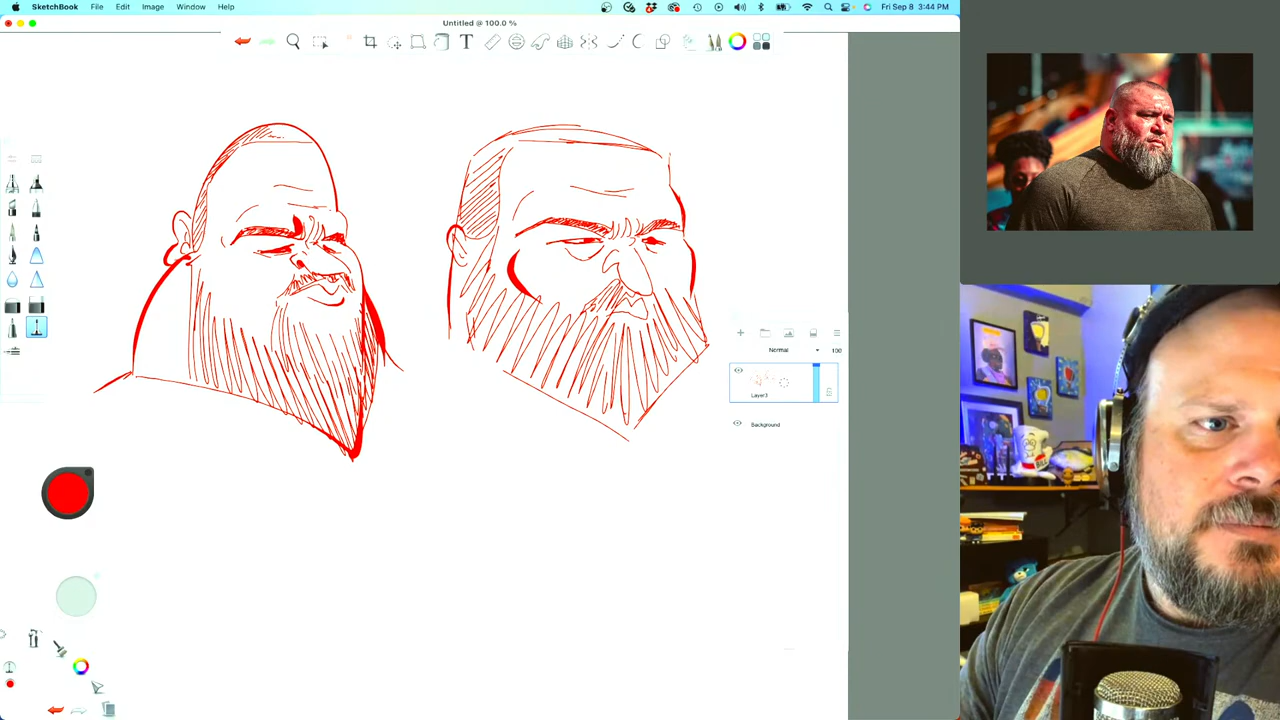 SketchBook File Edit Image Window Help Fri Sep 8 3:44 PM
Untitled @ 100.0 %
T
Normal 100
Layer3
Background